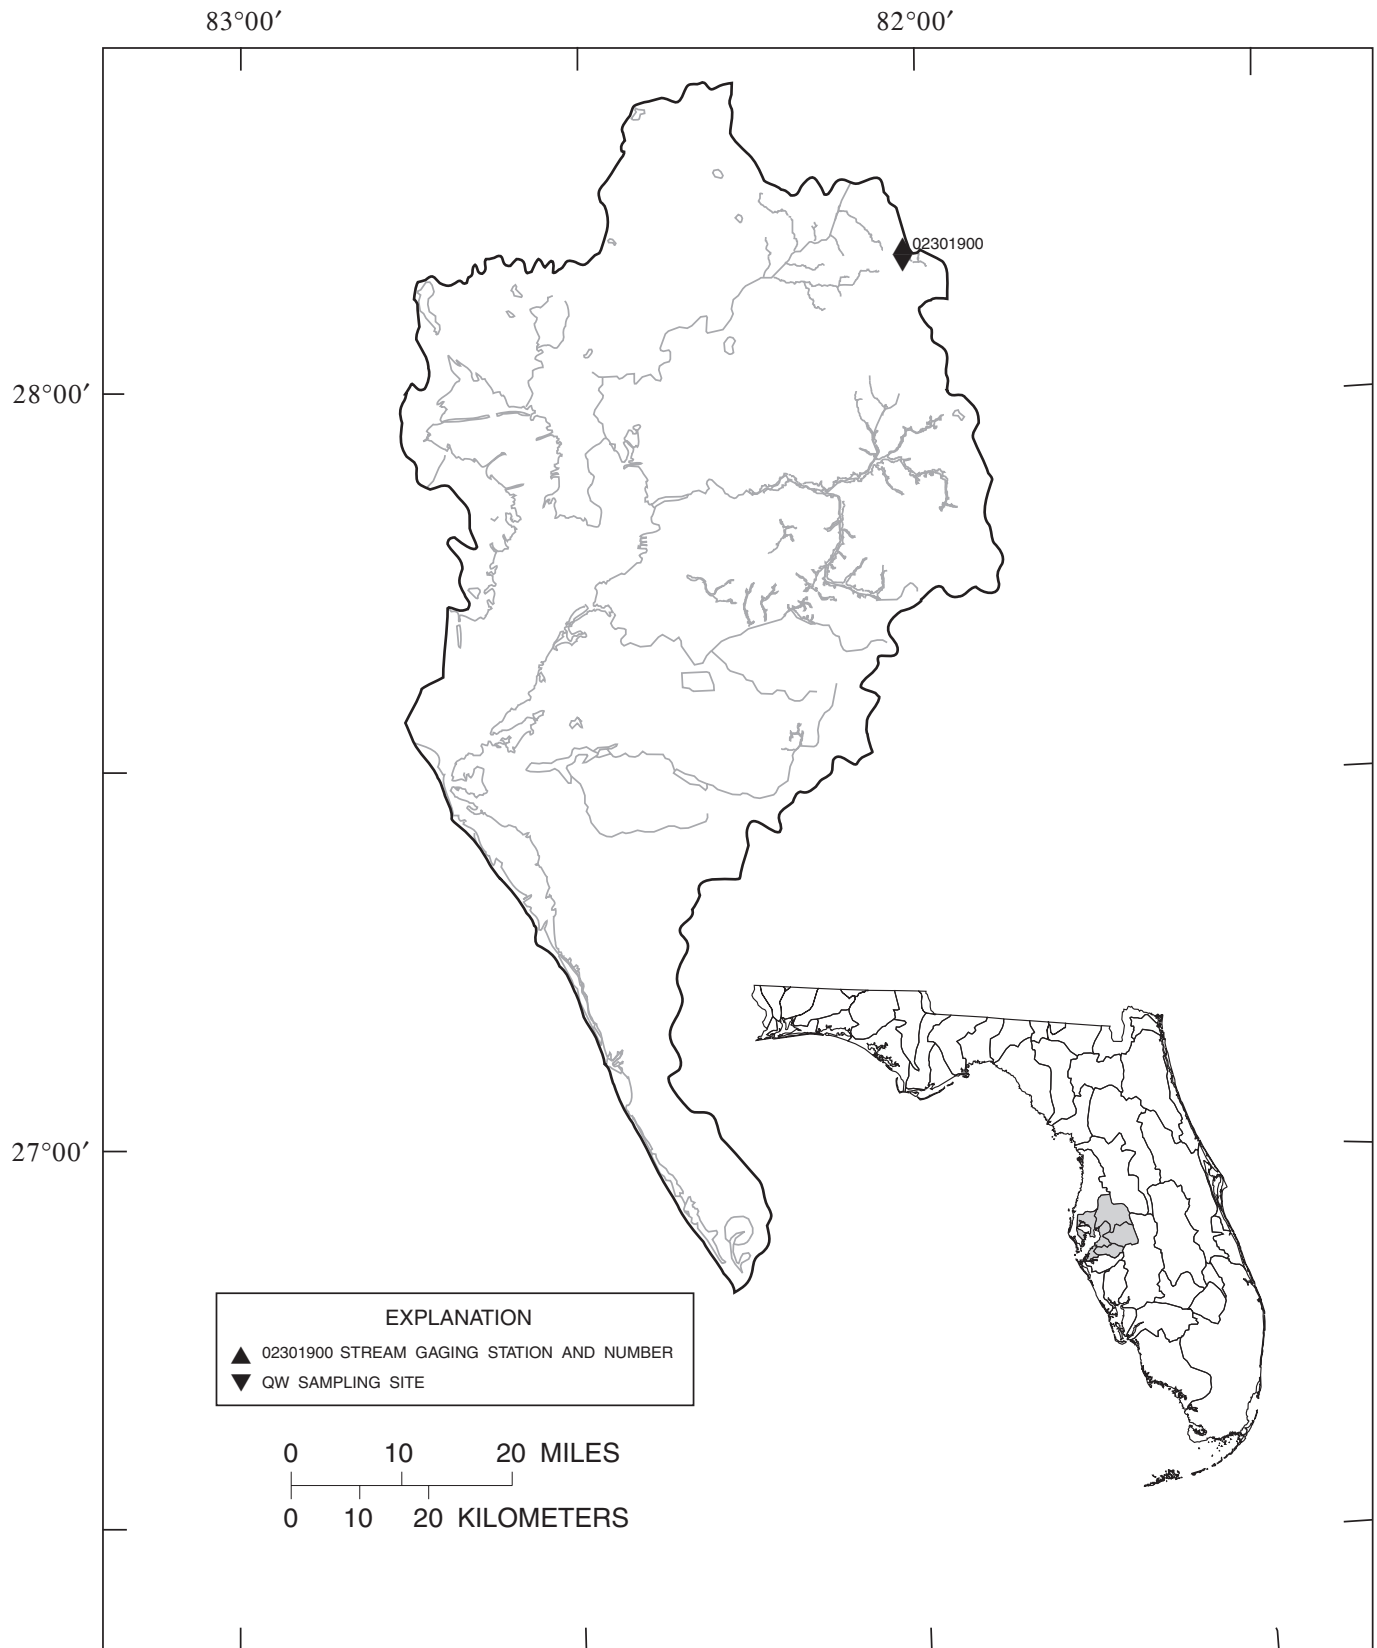 83°00′ 82°00′
02301900
28°00′
27°00′
EXPLANATION
02301900 STREAM GAGING STATION AND NUMBER
QW SAMPLING SITE
0 10 20 MILES
0 10 20 KILOMETERS